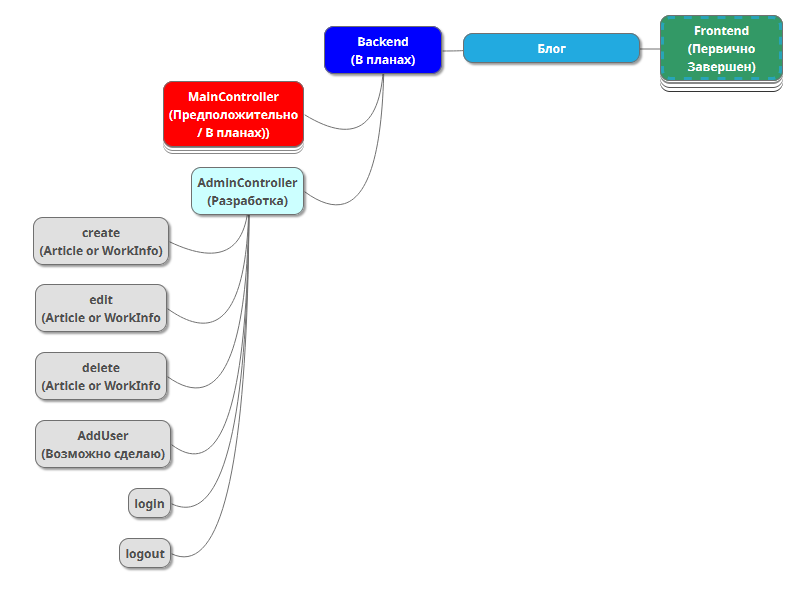 Backend
(В планах)
Блог
Frontend
(Первично
Завершен)
MainController
(Предположительно
/ В планах))
AdminController
(Разработка)
create
(Article or WorkInfo)
edit
(Article or WorkInfo
delete
(Article or WorkInfo
AddUser
(Возможно сделаю)
login
logout